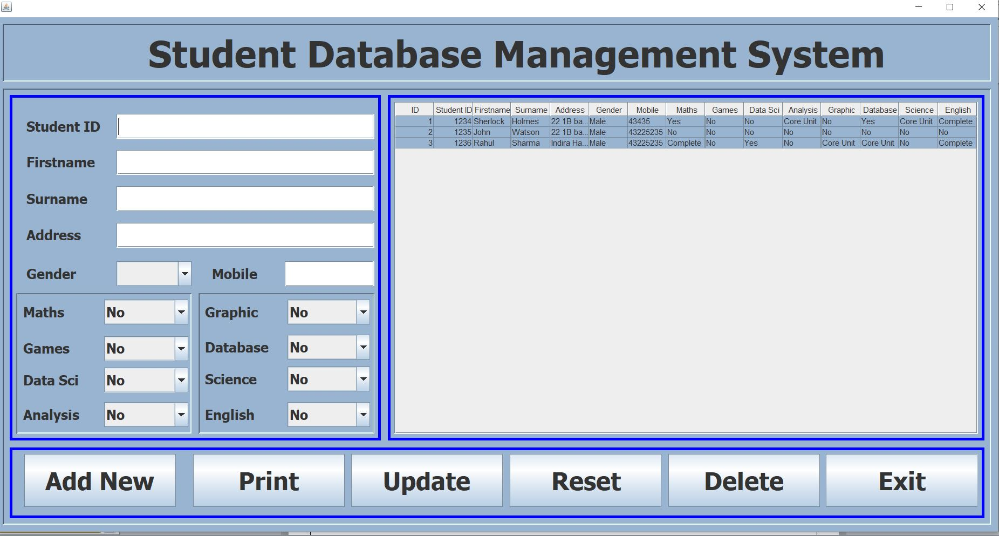 Student Database Management System
Student ID
Firstname
Surname
Address
Gender Mobile
Maths No
Games No
Data Sci No
Analysis No
Graphic No
Database No
Science No
English No
ID Student ID Firstname Surname Address Gender Mobile Maths Games Data Sci Analysis Graphic Database Science English
1 1234 Sherlock Holmes 22 1B ba... Male 43435 Yes No No Core Unit No Yes Core Unit Complete
2 1235 John Watson 22 1B ba... Male 43225235 No No No No No No No No
3 1236 Rahul Sharma Indira Ha... Male 43225235 Complete No Yes No Core Unit Core Unit No Complete
Add New Print Update Reset Delete Exit